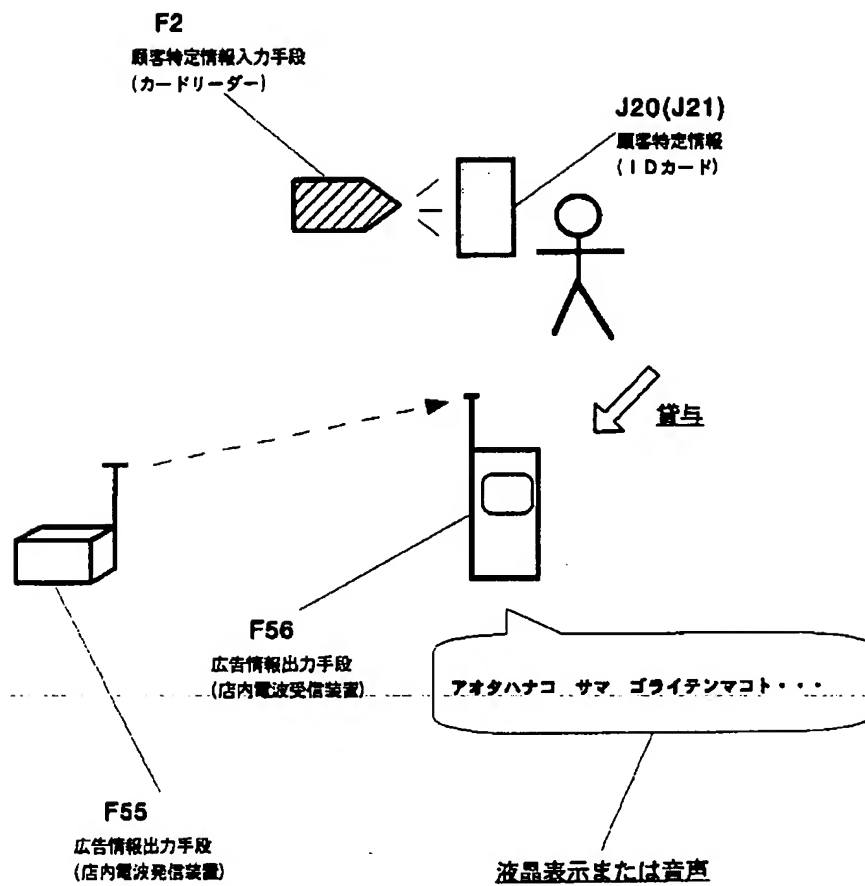 F2
顧客特定情報入力手段
(カードリーダー)
J20(J21)
顧客特定情報
(IDカード)
貸与
F56
広告情報出力手段
(店内電波受信装置)
アオタハナコ サマ ゴライテンマコト・・・
F55
広告情報出力手段
(店内電波発信装置)
液晶表示または音声